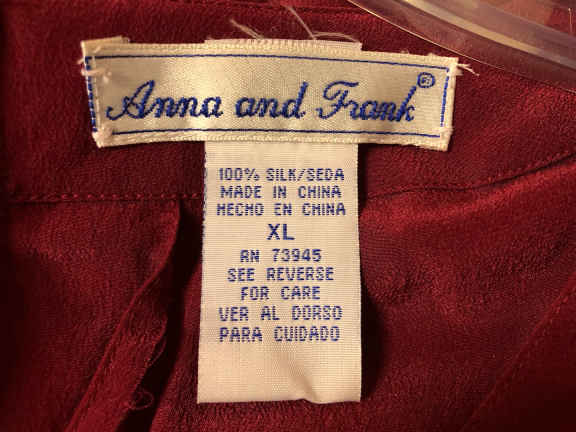 Anna and Frank®
100% SILK/SEDA
MADE IN CHINA
HECHO EN CHINA
XL
RN 73945
SEE REVERSE
FOR CARE
VER AL DORSO
PARA CUIDADO